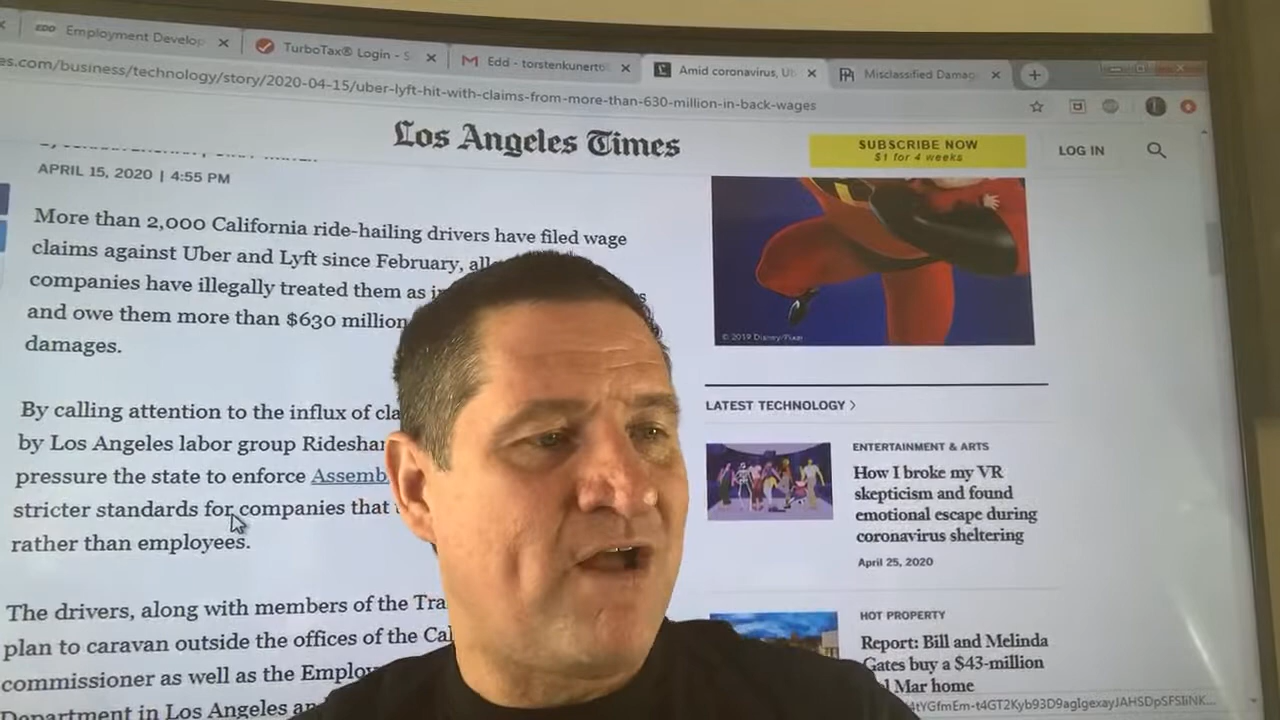 EDD Employment Develop
TurboTax® Login - S
Edd - torstenkunert
Amid coronavirus, U
Misclassified Damag
es.com/business/technology/story/2020-04-15/uber-lyft-hit-with-claims-from-more-than-630-million-in-back-wages
Los Angeles Times
SUBSCRIBE NOW
$1 for 4 weeks
LOG IN
APRIL 15, 2020 | 4:55 PM
More than 2,000 California ride-hailing drivers have filed wage
claims against Uber and Lyft since February, all
companies have illegally treated them as
and owe them more than $630 million
damages.
By calling attention to the influx of cla
by Los Angeles labor group Rideshar
pressure the state to enforce Assemb
stricter standards for companies that
rather than employees.
The drivers, along with members of the Tra
plan to caravan outside the offices of the Cal
commissioner as well as the Employ
Department in Los Angeles an
© 2019 Disney/Pixar
LATEST TECHNOLOGY >
ENTERTAINMENT & ARTS
How I broke my VR
skepticism and found
emotional escape during
coronavirus sheltering
April 25, 2020
HOT PROPERTY
Report: Bill and Melinda
Gates buy a $43-million
l Mar home